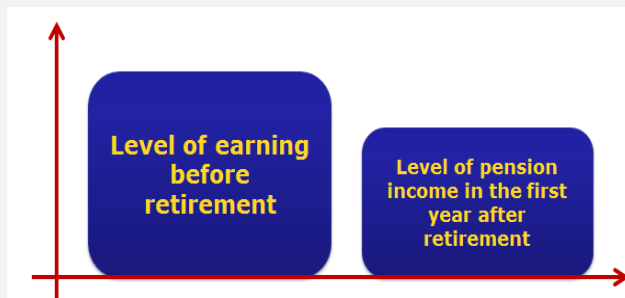 Level of earning
before
retirement
Level of pension
income in the first
year after
retirement